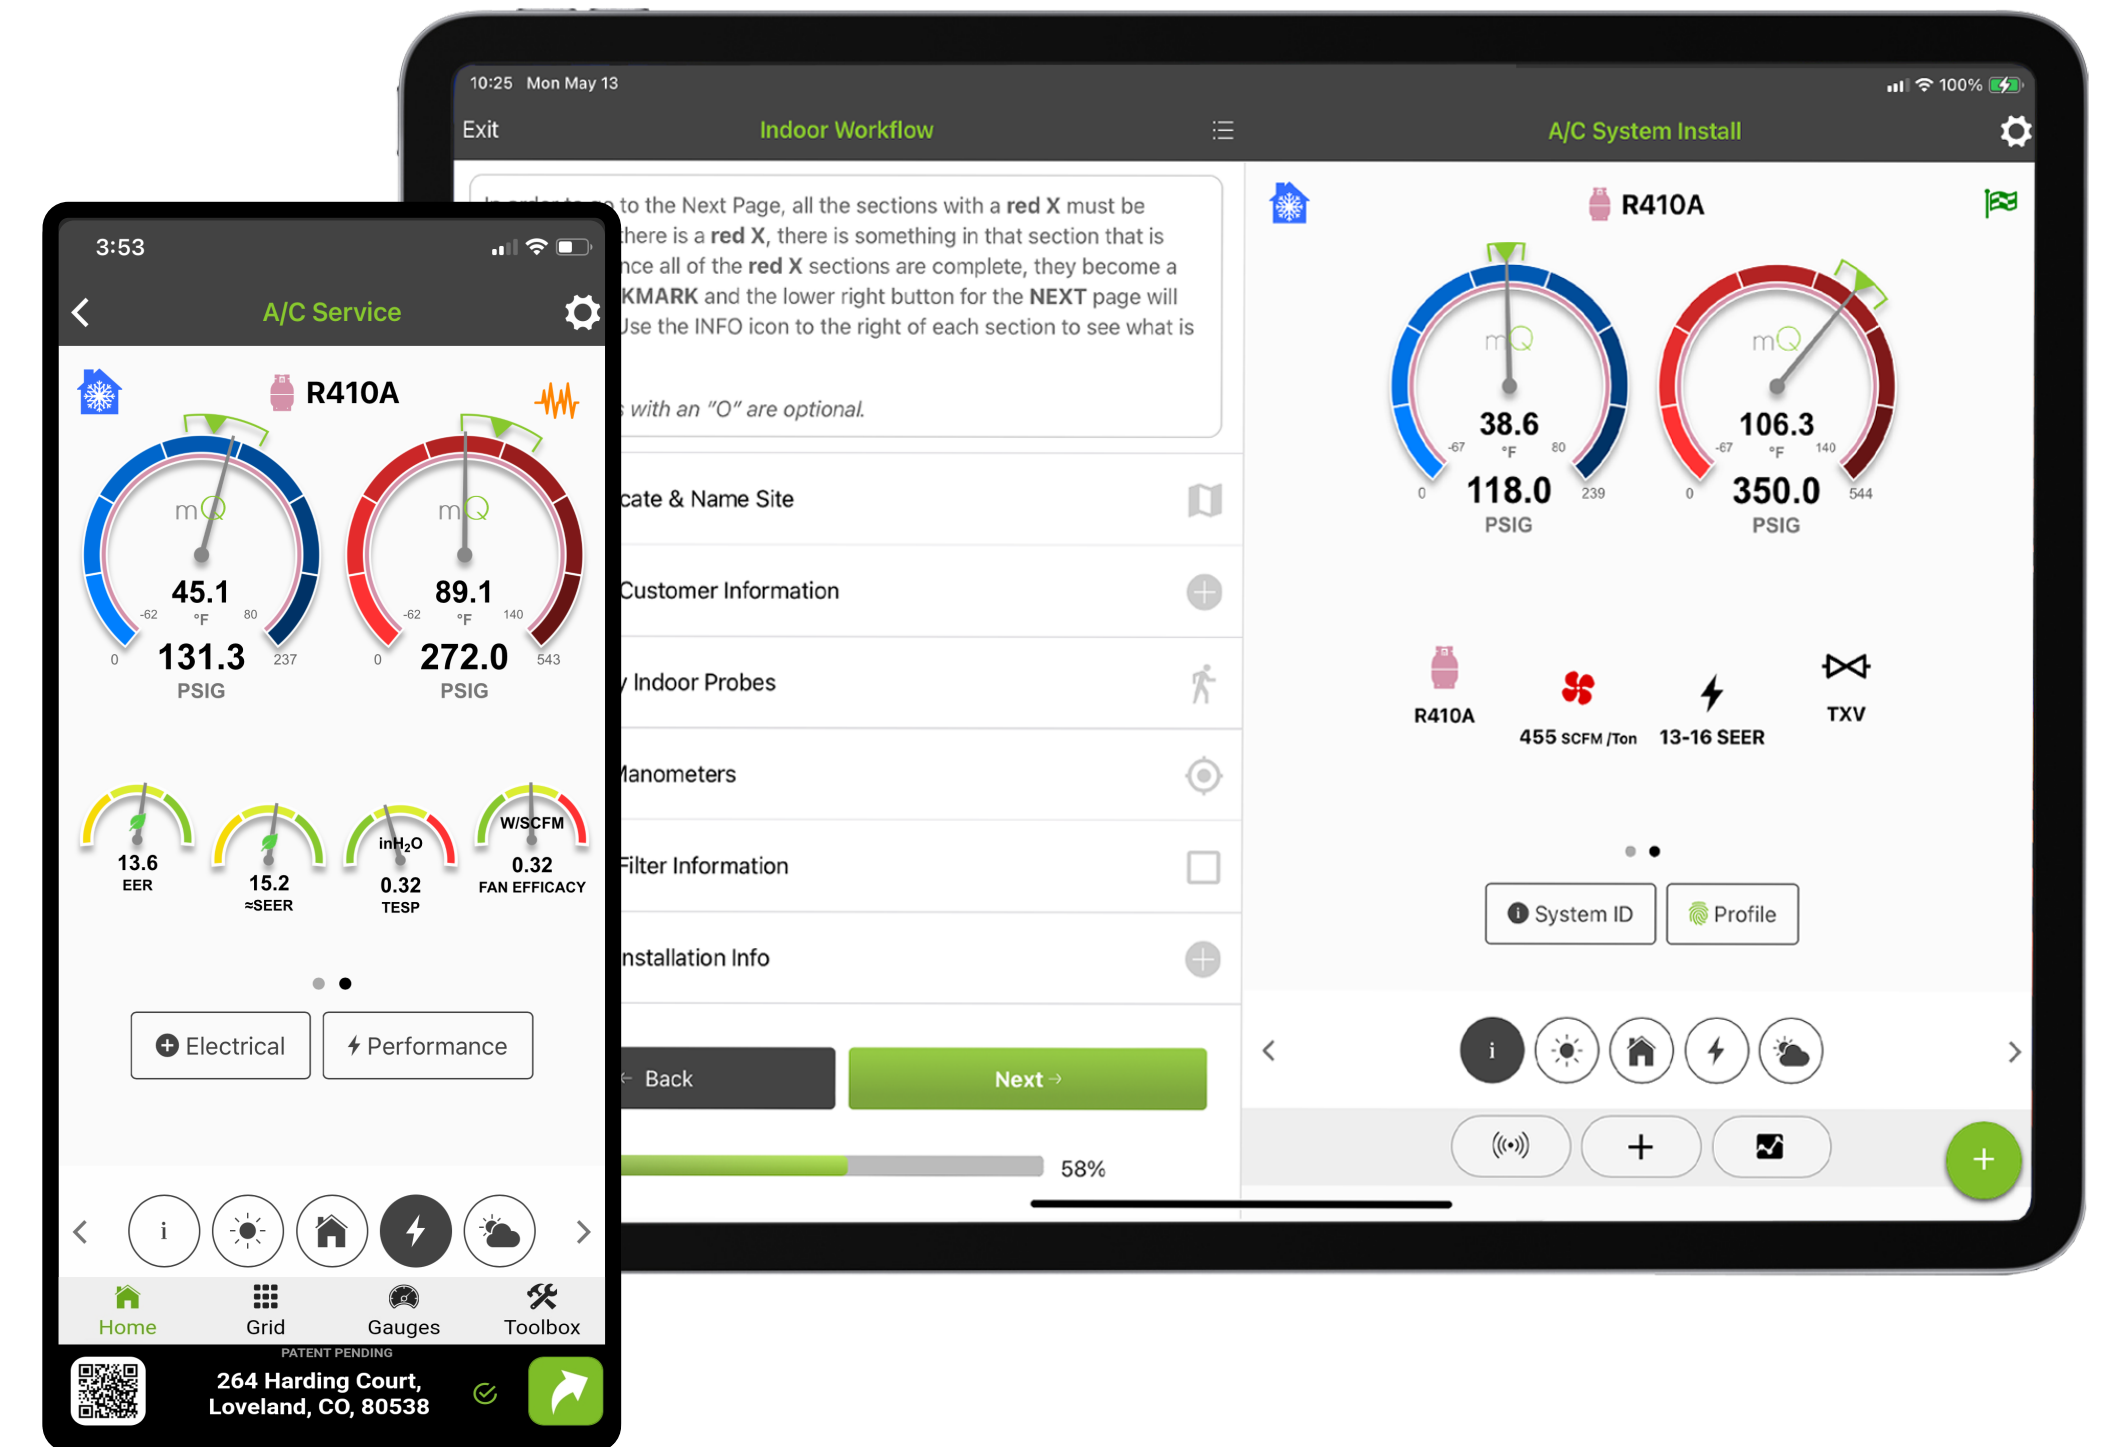 10:25 Mon May 13
100%
Exit
Indoor Workflow
A/C System Install
to the Next Page, all the sections with a red X must be
there is a red X, there is something in that section that is
nce all of the red X sections are complete, they become a
KMARK and the lower right button for the NEXT page will
Use the INFO icon to the right of each section to see what is
with an "O" are optional.
cate & Name Site
Customer Information
y Indoor Probes
Manometers
Filter Information
nstallation Info
← Back
Next →
58%
R410A
mQ
38.6
-67 °F 80
0 118.0 239
PSIG
mQ
106.3
-67 °F 140
0 350.0 544
PSIG
R410A
455 SCFM /Ton
13-16 SEER
TXV
i System ID
Profile
i
3:53
A/C Service
R410A
mQ
45.1
-62 °F 80
0 131.3 237
PSIG
mQ
89.1
-62 °F 140
0 272.0 543
PSIG
13.6
EER
15.2
≈SEER
inH₂O
0.32
TESP
W/SCFM
0.32
FAN EFFICACY
Electrical
Performance
i
Home
Grid
Gauges
Toolbox
PATENT PENDING
264 Harding Court,
Loveland, CO, 80538